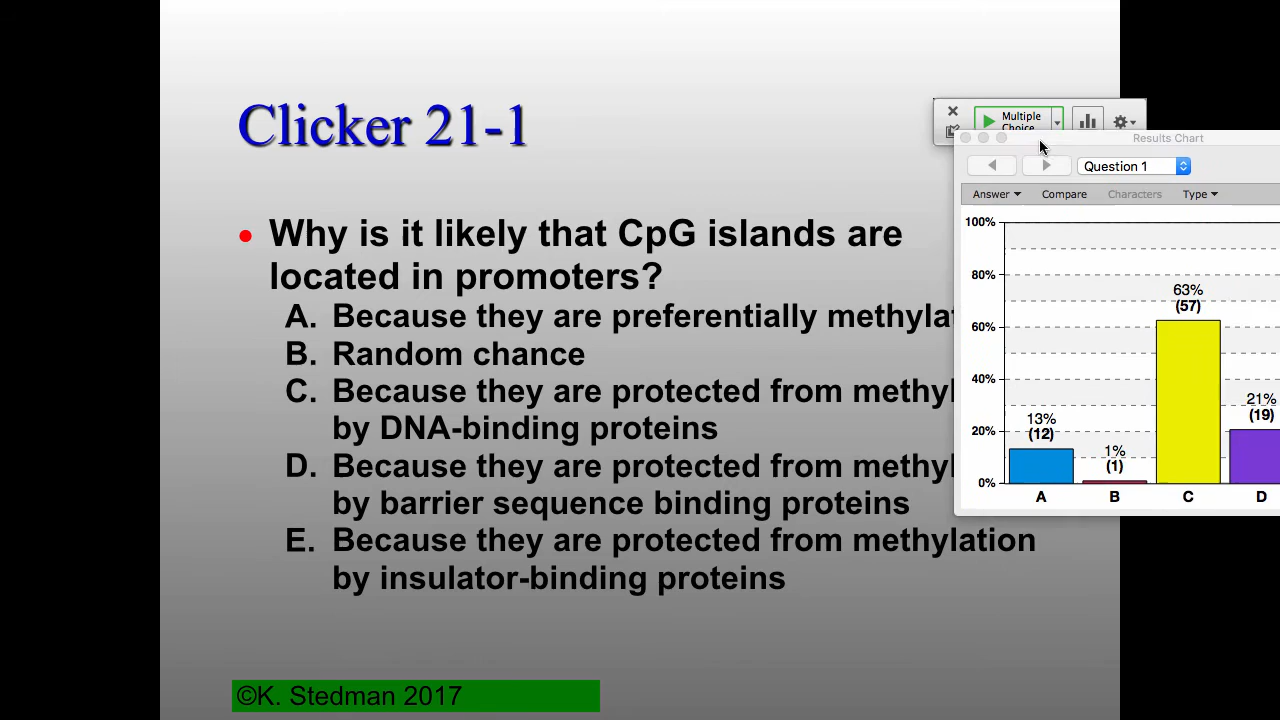 Clicker 21-1
Why is it likely that CpG islands are
located in promoters?
A. Because they are preferentially methylat
B. Random chance
C. Because they are protected from methyl
by DNA-binding proteins
D. Because they are protected from methyl
by barrier sequence binding proteins
E. Because they are protected from methylation
by insulator-binding proteins
©K. Stedman 2017
Multiple
Choice
Results Chart
Question 1
Answer Compare Characters Type
100%
80%
60%
40%
20%
0%
13%
(12)
1%
(1)
63%
(57)
21%
(19)
A B C D